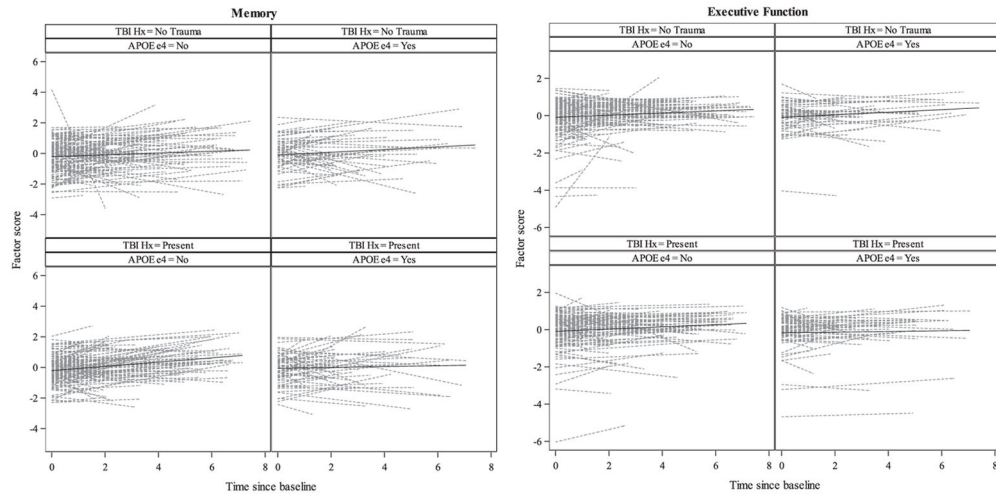 Memory
TBI Hx = No Trauma
TBI Hx = No Trauma
APOE e4 = No
APOE e4 = Yes
6
4
2
0
-2
-4
TBI Hx = Present
TBI Hx = Present
APOE e4 = No
APOE e4 = Yes
6
4
2
0
-2
-4
0 2 4 6 8 0 2 4 6 8
Factor score
Time since baseline
Executive Function
TBI Hx = No Trauma
TBI Hx = No Trauma
APOE e4 = No
APOE e4 = Yes
2
0
-2
-4
-6
TBI Hx = Present
TBI Hx = Present
APOE e4 = No
APOE e4 = Yes
2
0
-2
-4
-6
0 2 4 6 8 0 2 4 6 8
Factor score
Time since baseline